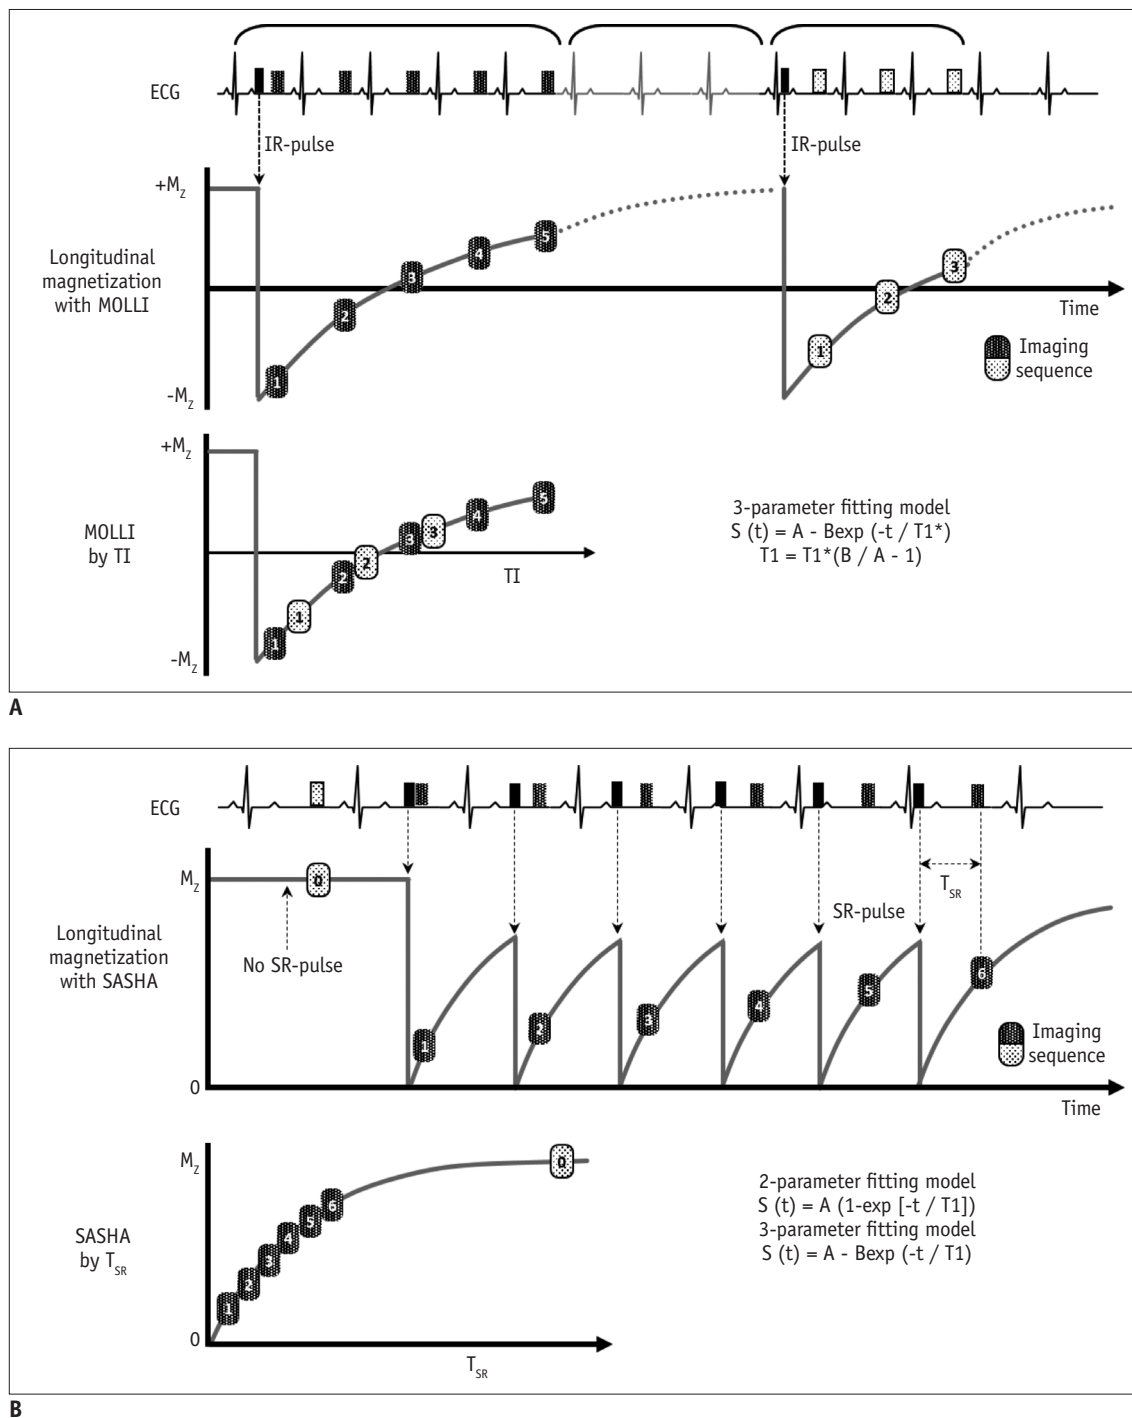 ECG
IR-pulse
IR-pulse
+Mz
Longitudinal
magnetization
with MOLLI
-Mz
1
2
3
4
5
1
2
3
Time
Imaging
sequence
+Mz
MOLLI
by TI
-Mz
1
1
2
2
3
3
4
5
TI
3-parameter fitting model
S (t) = A - Bexp (-t / T1*)
T1 = T1*(B / A - 1)
A
ECG
Mz
0
No SR-pulse
Longitudinal
magnetization
with SASHA
SR-pulse
TSR
1
2
3
4
5
6
Imaging
sequence
0
Time
Mz
SASHA
by TSR
0
1
2
3
4
5
6
0
TSR
2-parameter fitting model
S (t) = A (1-exp [-t / T1])
3-parameter fitting model
S (t) = A - Bexp (-t / T1)
B